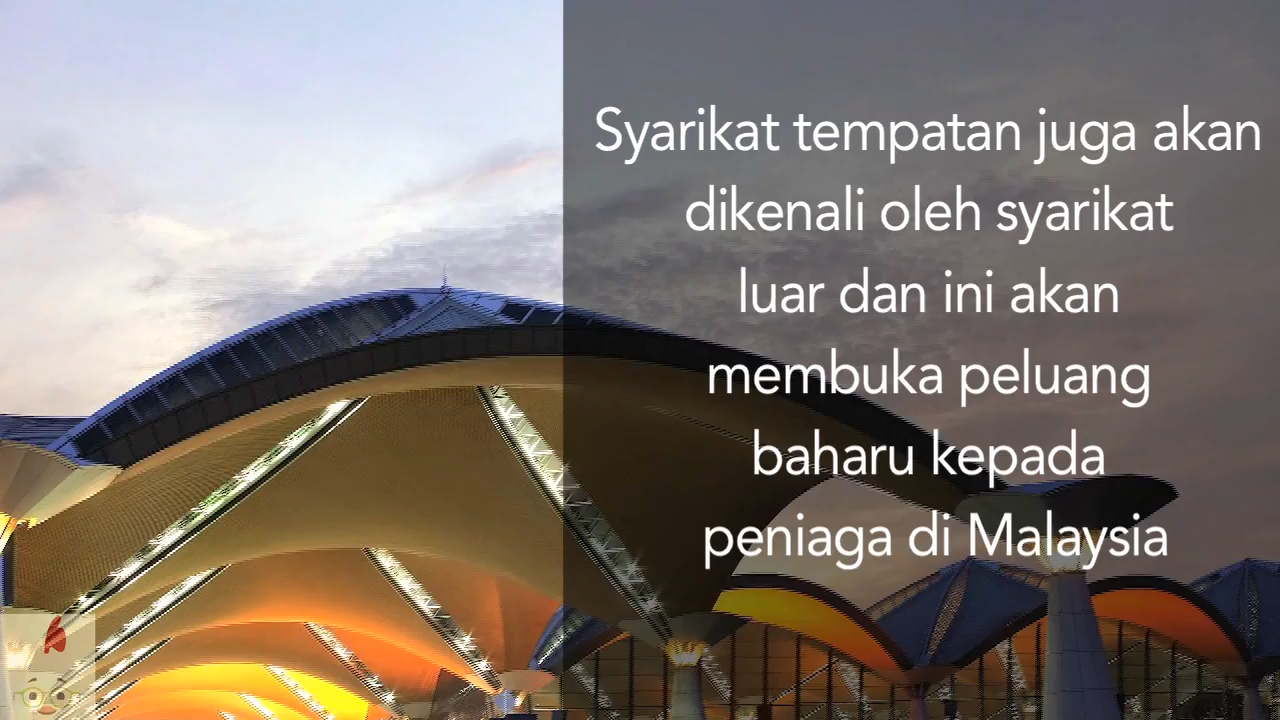 Syarikat tempatan juga akan
dikenali oleh syarikat
luar dan ini akan
membuka peluang
baharu kepada
peniaga di Malaysia